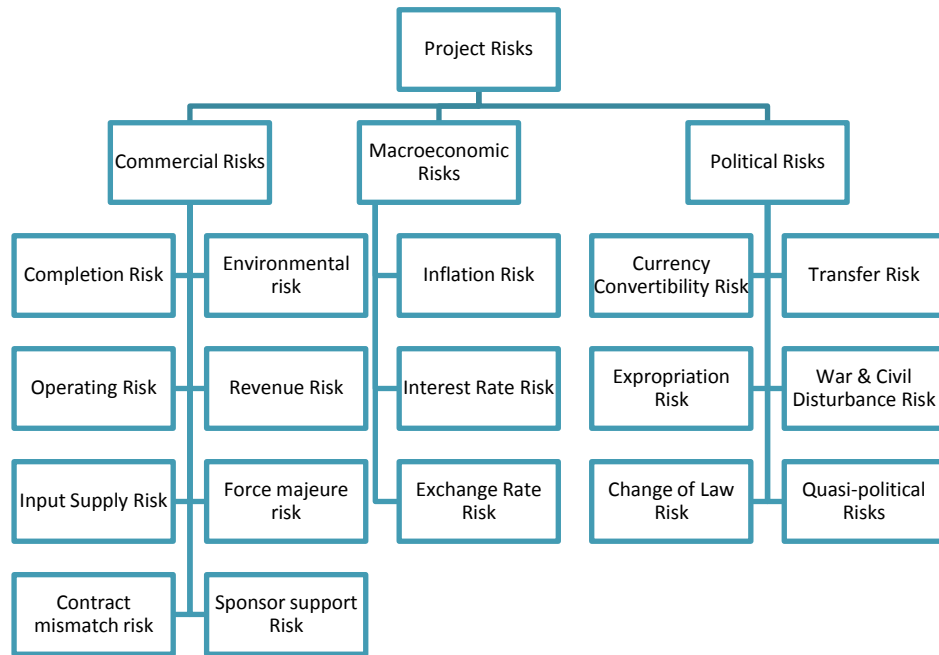 Project Risks
Commercial Risks
Macroeconomic
Risks
Political Risks
Completion Risk
Environmental
risk
Inflation Risk
Currency
Convertibility Risk
Transfer Risk
Operating Risk
Revenue Risk
Interest Rate Risk
Expropriation
Risk
War & Civil
Disturbance Risk
Input Supply Risk
Force majeure
risk
Exchange Rate
Risk
Change of Law
Risk
Quasi-political
Risks
Contract
mismatch risk
Sponsor support
Risk